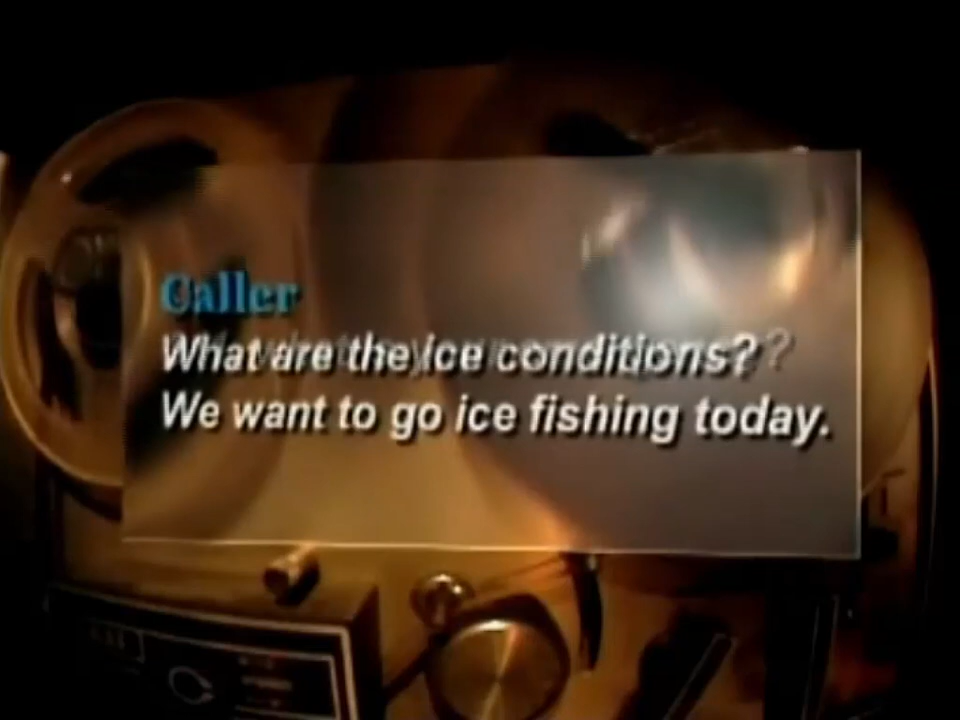 Caller
What are the ice conditions?
We want to go ice fishing today.